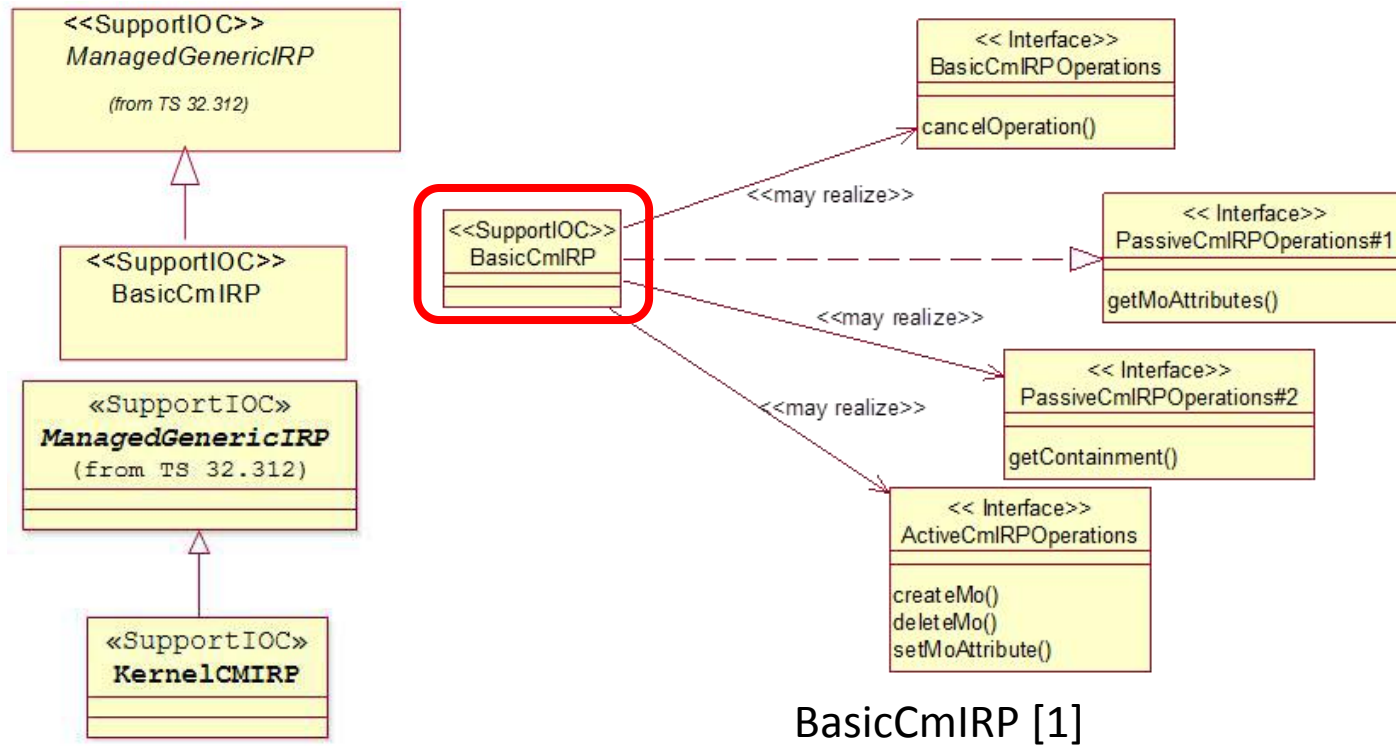 <<SupportIOC>>
ManagedGenericIRP
(from TS 32.312)
<<SupportIOC>>
BasicCmIRP
«SupportIOC»
ManagedGenericIRP
(from TS 32.312)
«SupportIOC»
KernelCMIRP
<<SupportIOC>>
BasicCmIRP
<<may realize>>
<<may realize>>
<<may realize>>
<< Interface>>
BasicCmIRPOperations
cancelOperation()
<< Interface>>
PassiveCmIRPOperations#1
getMoAttributes()
<< Interface>>
PassiveCmIRPOperations#2
getContainment()
<< Interface>>
ActiveCmIRPOperations
createMo()
deleteMo()
setMoAttribute()
BasicCmIRP [1]